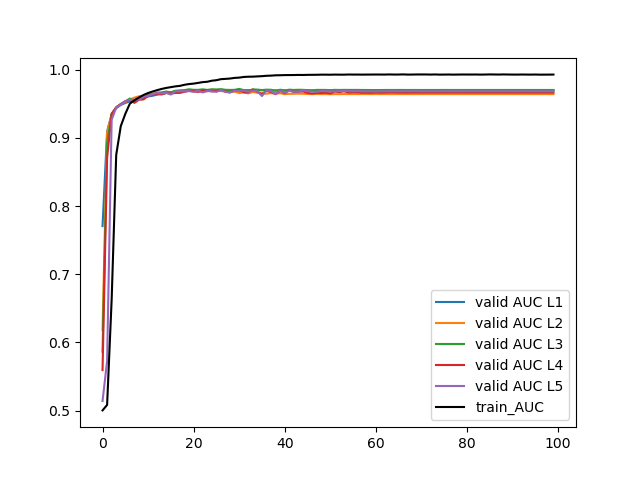 1.0
0.9
0.8
0.7
0.6
0.5
0 20 40 60 80 100
valid AUC L1
valid AUC L2
valid AUC L3
valid AUC L4
valid AUC L5
train_AUC